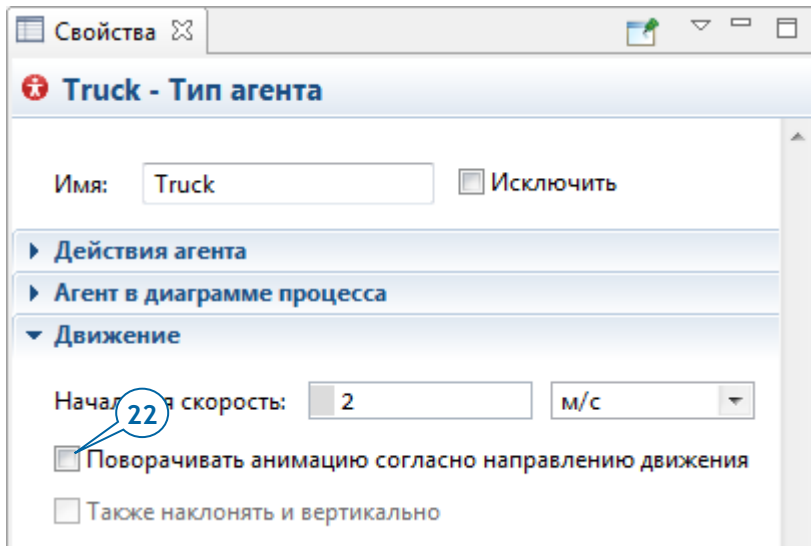 Свойства
Truck - Тип агента
Имя: Truck Исключить
Действия агента
Агент в диаграмме процесса
Движение
Начальная скорость: 2 м/с
22
Поворачивать анимацию согласно направлению движения
Также наклонять и вертикально